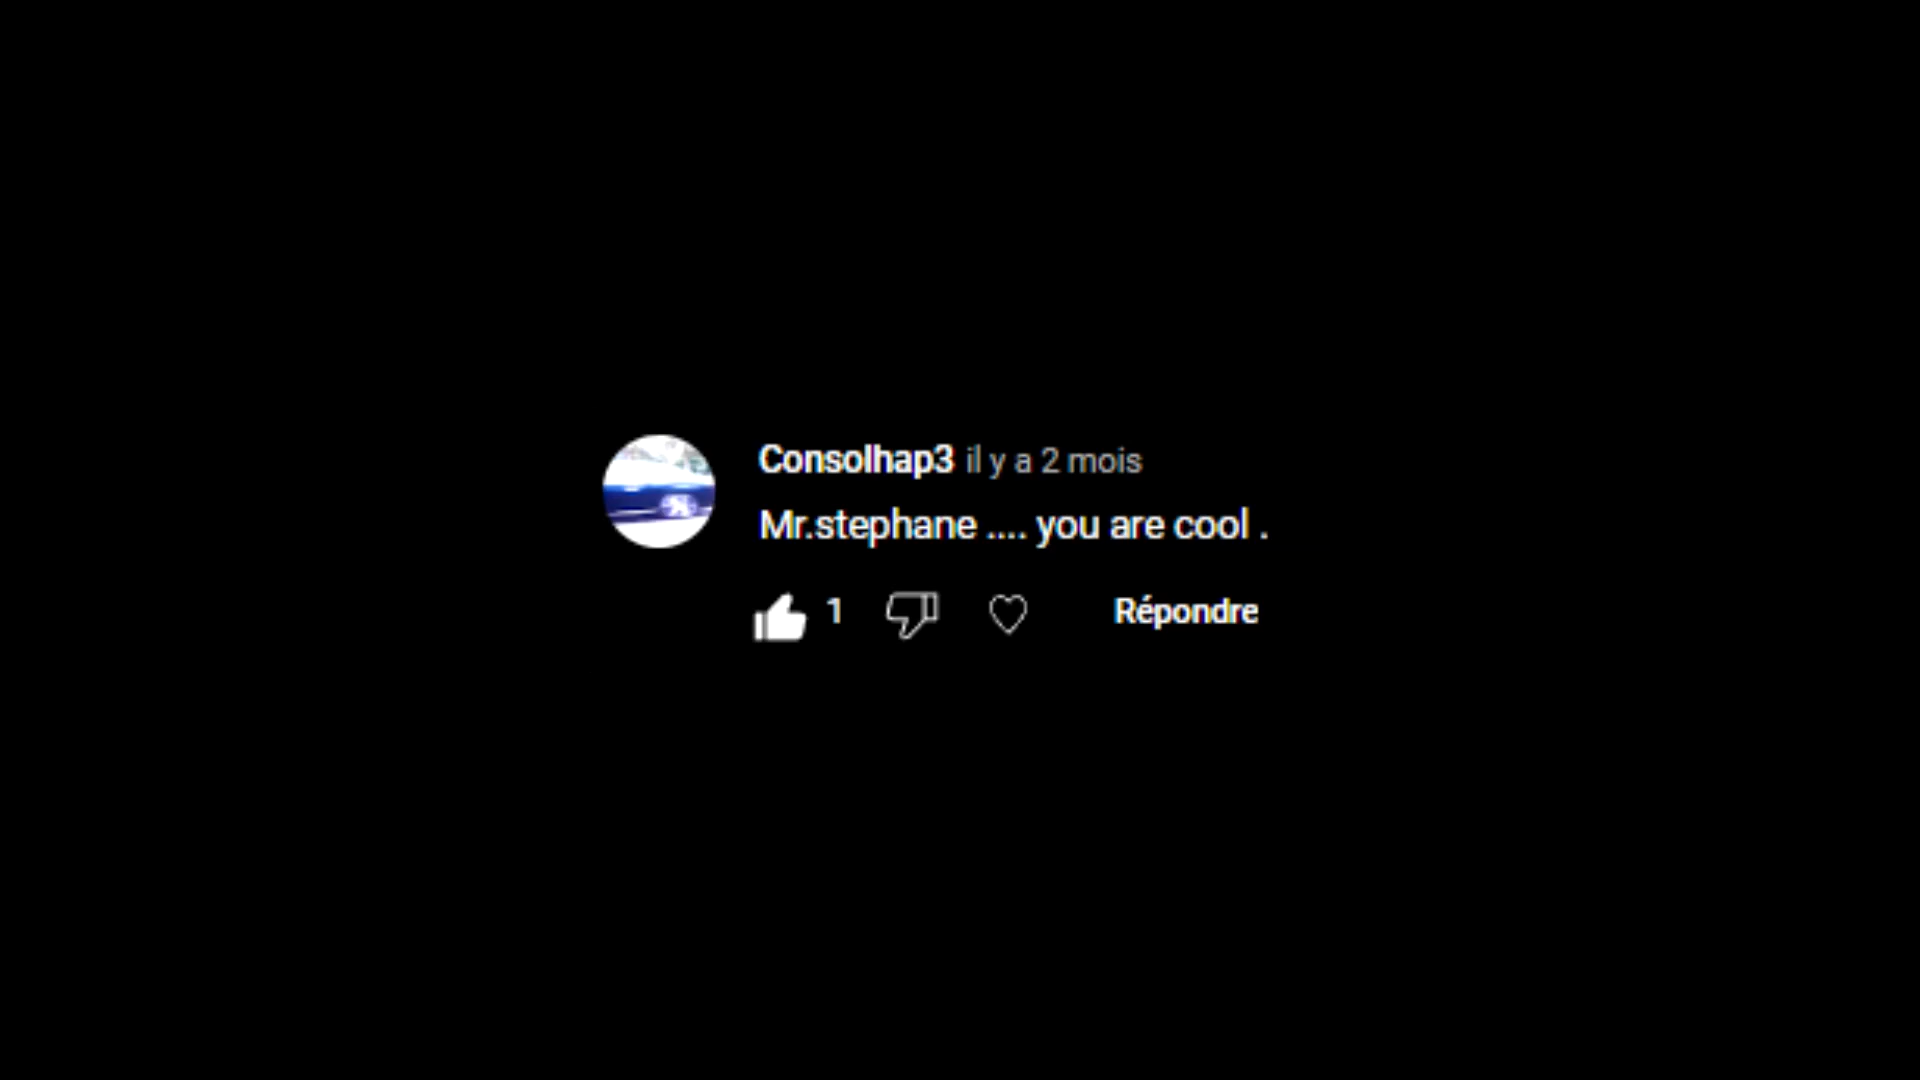 Consolhap3 il y a 2 mois
Mr.stephane .... you are cool .
1 Répondre